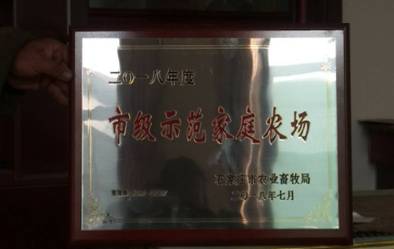 二〇一八年度
市级示范家庭农场
石家庄市农业畜牧局
二〇一八年七月